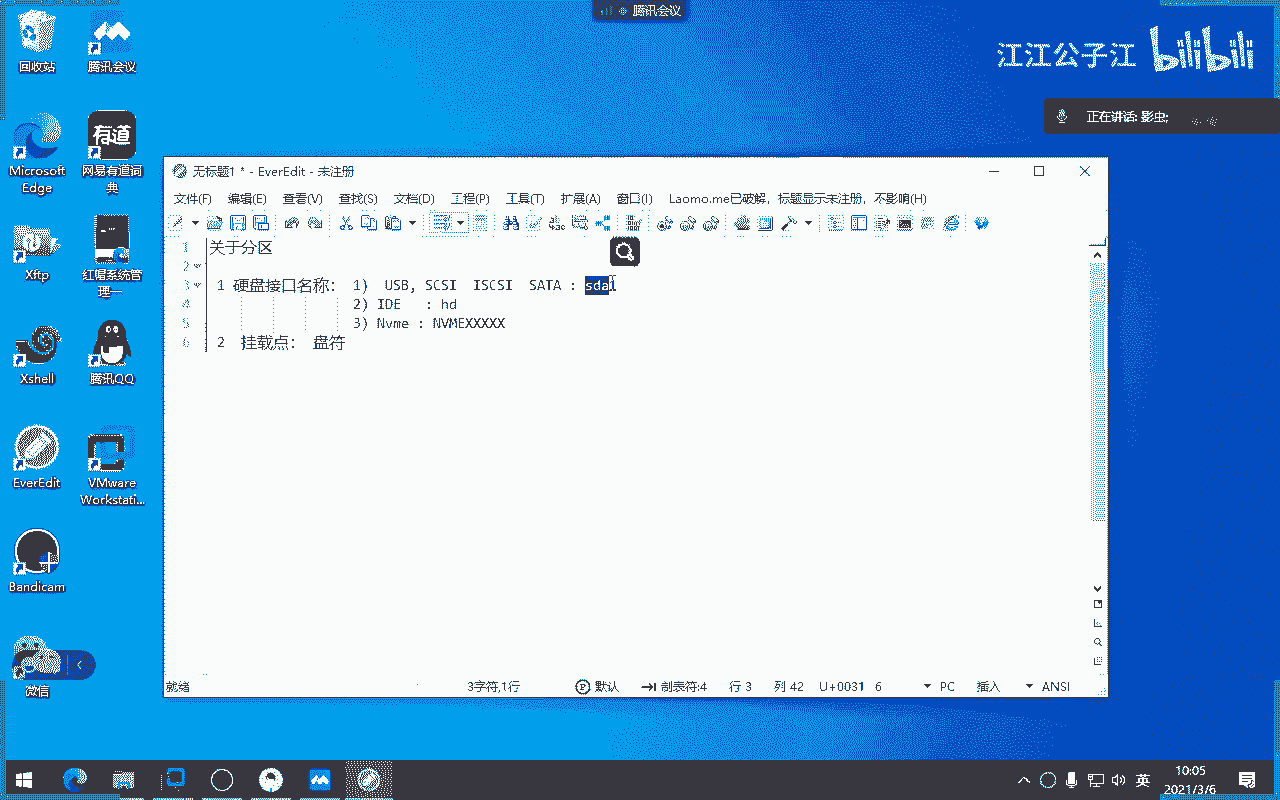 腾讯会议
江江公子江 bilibili
正在讲话: 影虫;
回收站
腾讯会议
Microsoft Edge
网易有道词典
Xftp
红帽系统管理一
Xshell
腾讯QQ
EverEdit
VMware Workstati...
Bandicam
微信
有道
无标题1 * - EverEdit - 未注册
文件(F) 编辑(E) 查看(V) 查找(S) 文档(D) 工程(P) 工具(T) 扩展(A) 窗口(I) Laomo.me已破解，标题显示未注册，不影响(H)
1 关于分区
2
3 1 硬盘接口名称： 1) USB, SCSI ISCSI SATA : sda1
4 2) IDE : hd
5 3) Nvme : NVMEXXXXX
6 2 挂载点： 盘符
就绪 3字符,1行 默认 制表符:4 行 3 列 42 U+0031 6 PC 插入 ANSI
英
10:05
2021/3/6